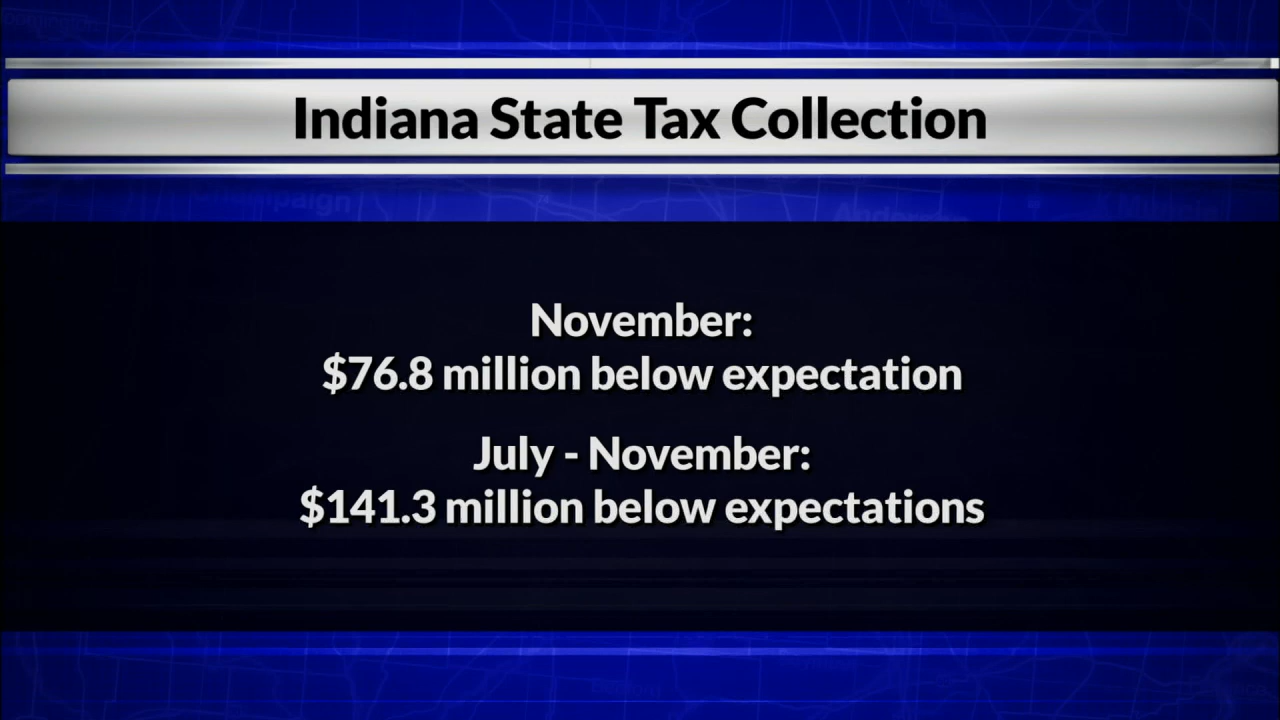 Indiana State Tax Collection
November:
$76.8 million below expectation
July - November:
$141.3 million below expectations